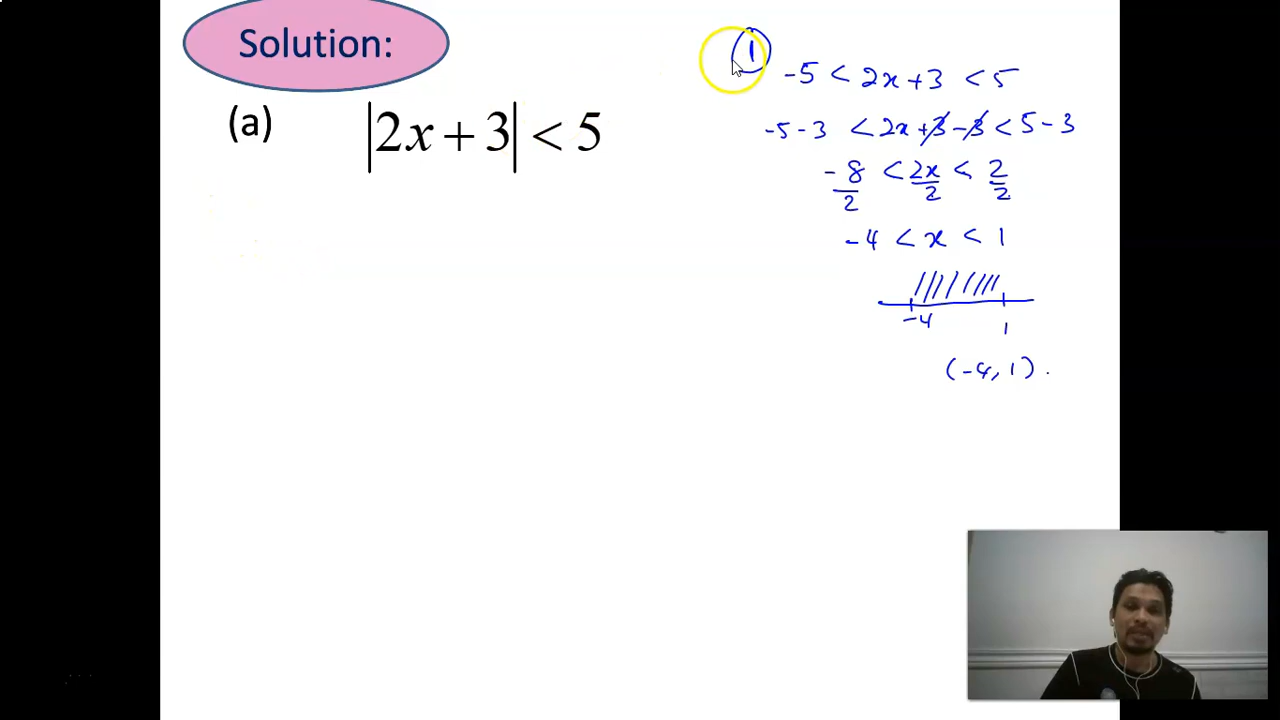 Solution:
(a) |2x + 3| < 5
1
-5 < 2x + 3 < 5
-5 - 3 < 2x + 3 - 3 < 5 - 3
-8/2 < 2x/2 < 2/2
-4 < x < 1
-4 1
(-4, 1).